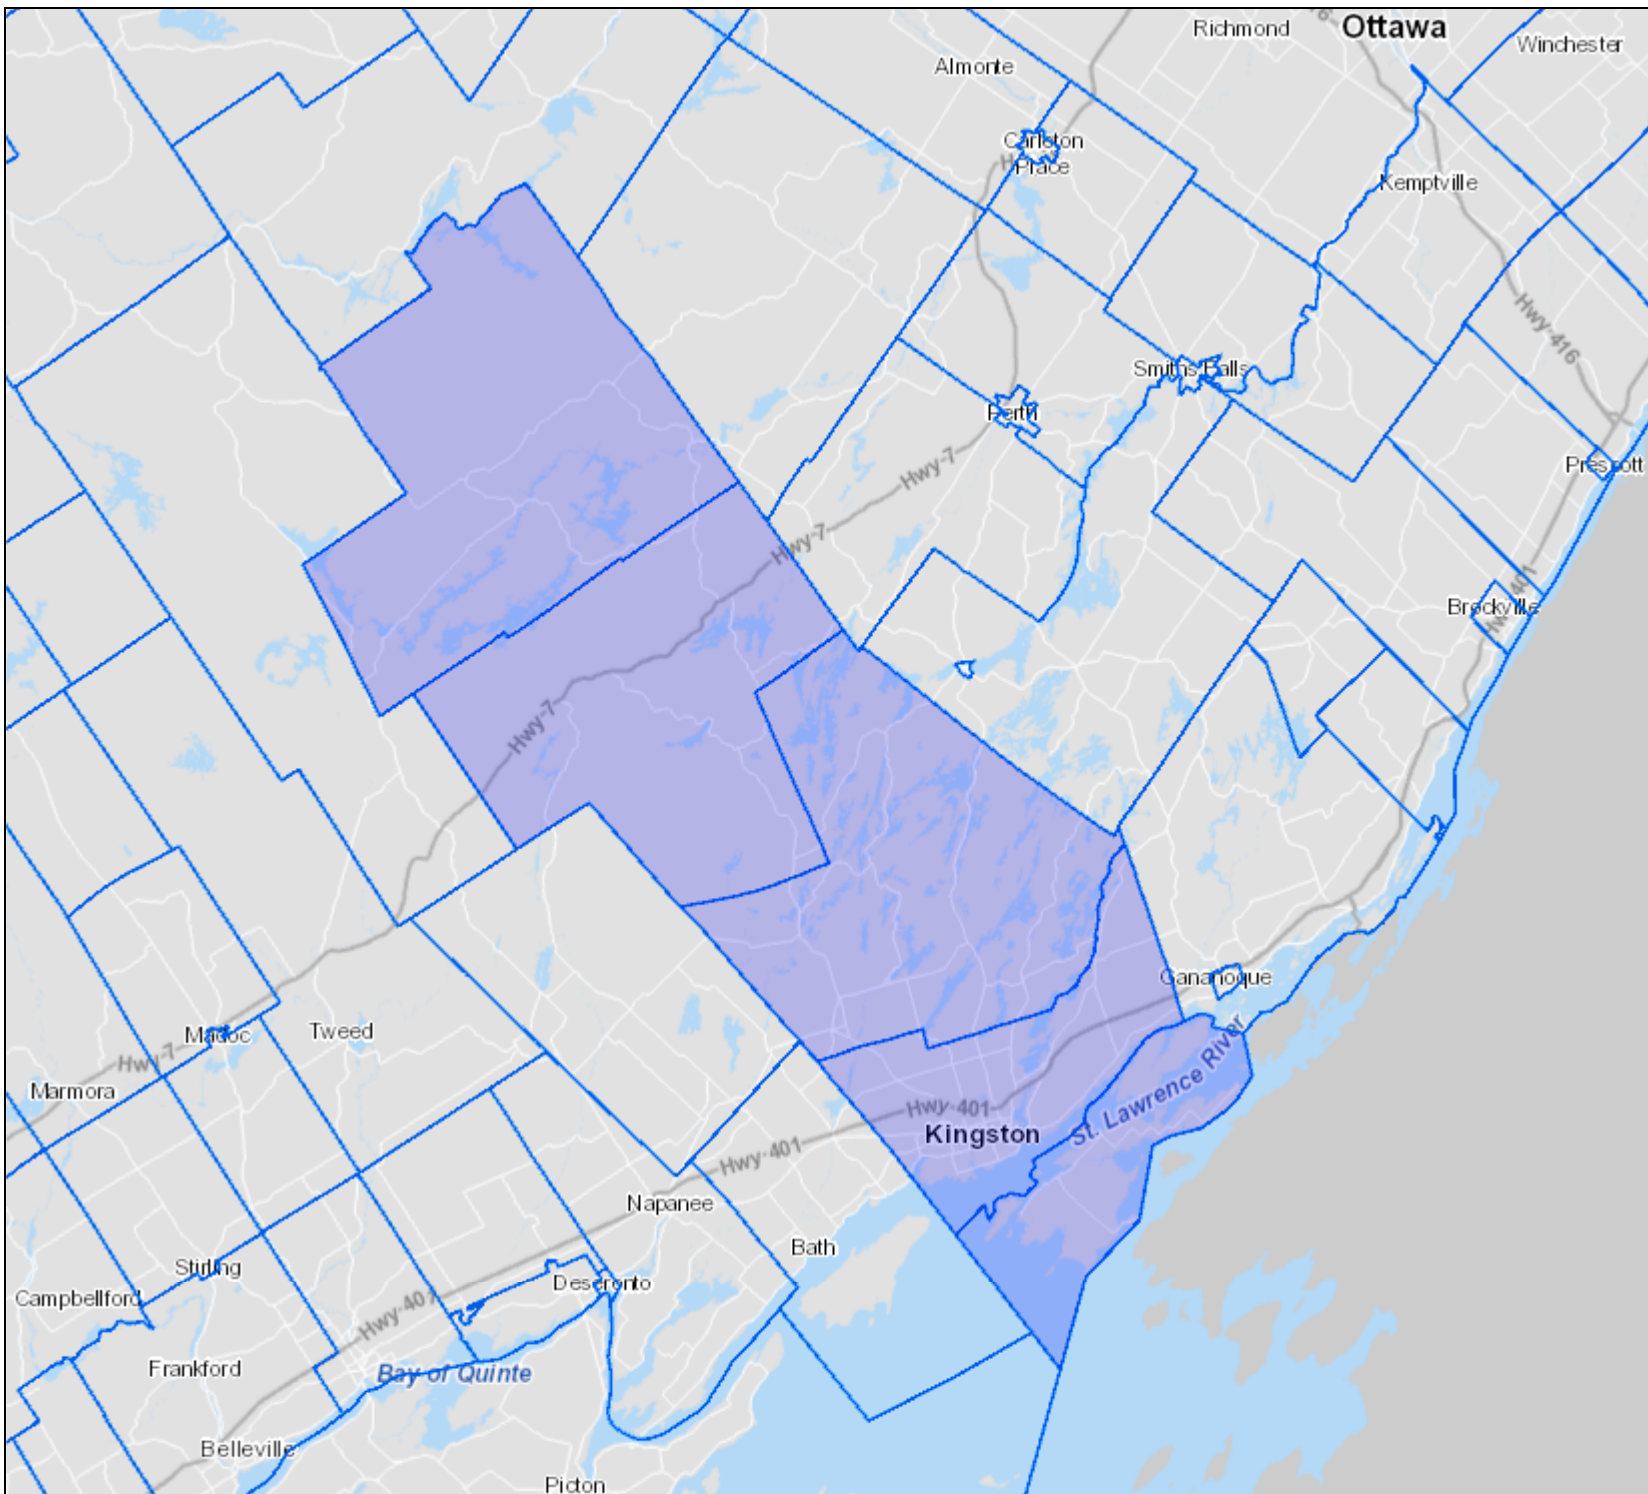 Ottawa
Richmond
Winchester
Almonte
Carleton
Place
Kemptville
Hwy-416
Smiths Falls
Perth
Hwy-7
Prescott
Hwy-7
Hwy-401
Brockville
Hwy-7
Gananoque
Madoc
Tweed
Hwy-7
Marmora
St. Lawrence River
Hwy-401
Kingston
Hwy-401
Napanee
Bath
Stirling
Deseronto
Campbellford
Hwy-401
Frankford
Bay of Quinte
Belleville
Picton